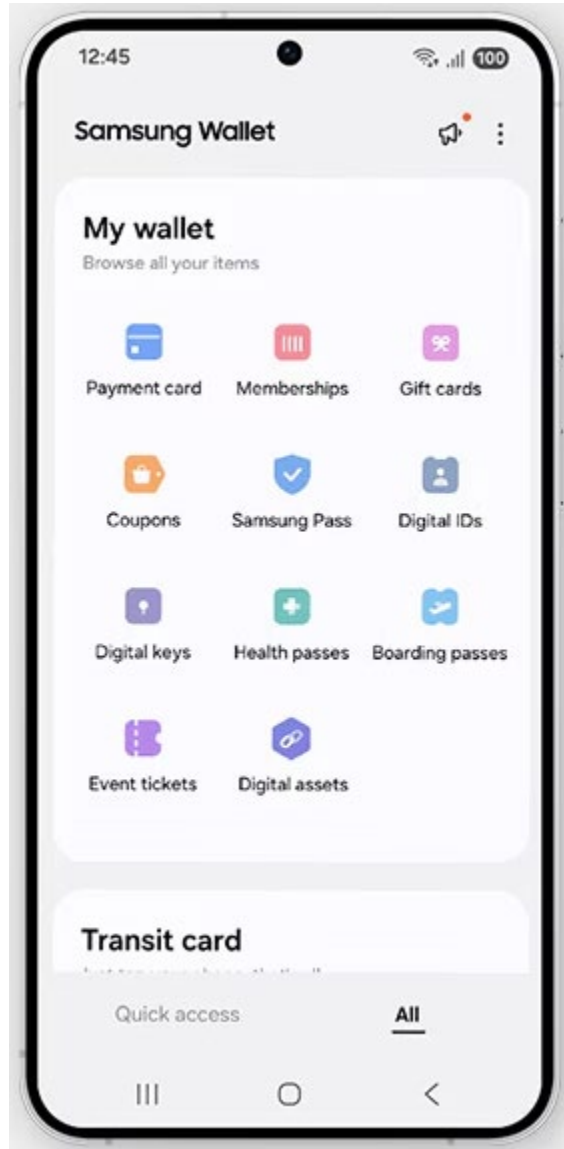 12:45
100
Samsung Wallet
My wallet
Browse all your items
Payment card Memberships Gift cards
Coupons Samsung Pass Digital IDs
Digital keys Health passes Boarding passes
Event tickets Digital assets
Transit card
Quick access All